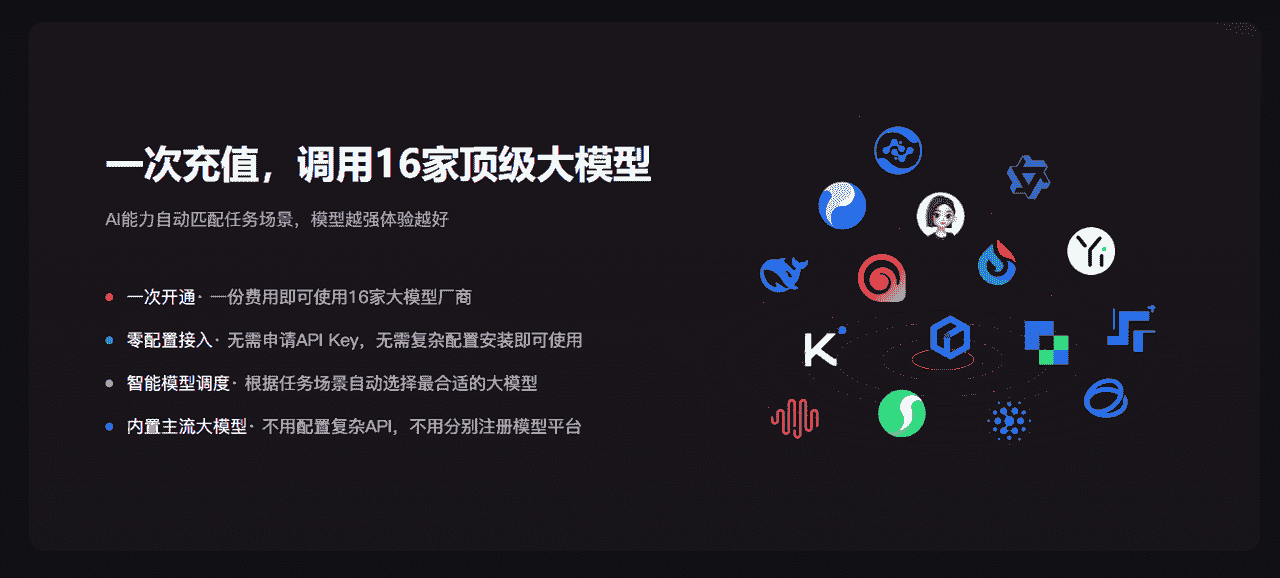 一次充值，调用16家顶级大模型
AI能力自动匹配任务场景，模型越强体验越好
一次开通· 一份费用即可使用16家大模型厂商
零配置接入· 无需申请API Key，无需复杂配置安装即可使用
智能模型调度· 根据任务场景自动选择最合适的大模型
内置主流大模型· 不用配置复杂API，不用分别注册模型平台
Yi
K